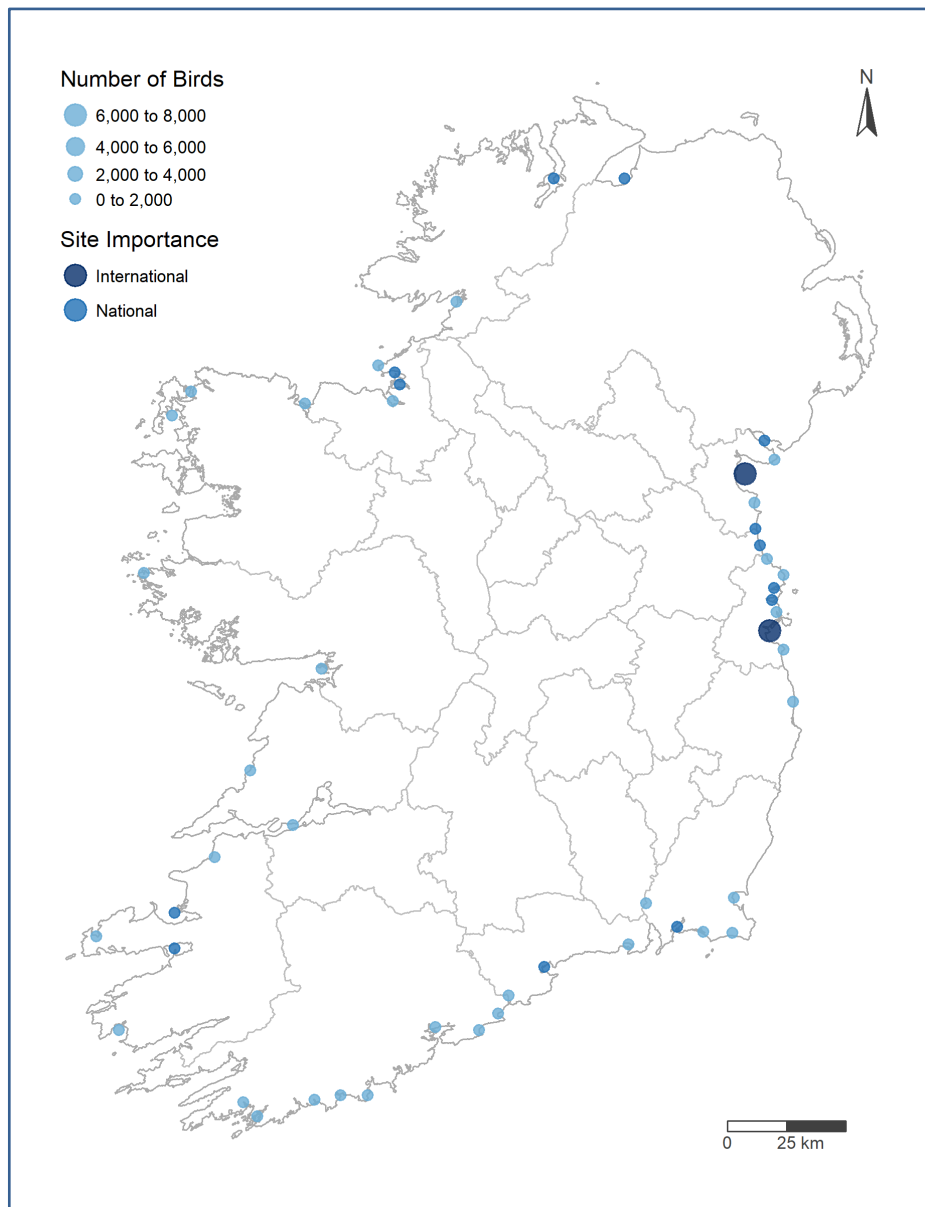 Number of Birds
6,000 to 8,000
4,000 to 6,000
2,000 to 4,000
0 to 2,000
Site Importance
International
National
N
0 25 km